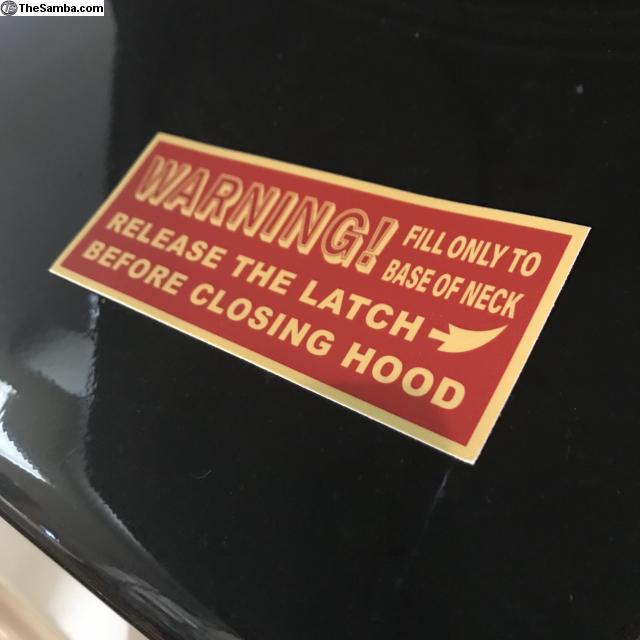 TheSamba.com
WARNING!
FILL ONLY TO
BASE OF NECK
RELEASE THE LATCH
BEFORE CLOSING HOOD